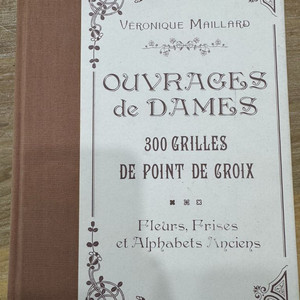 VÉRONIQUE MAILLARD
OUVRAGES
de DAMES
300 GRILLES
DE POINT DE CROIX
Fleurs, Frises
et Alphabets Anciens